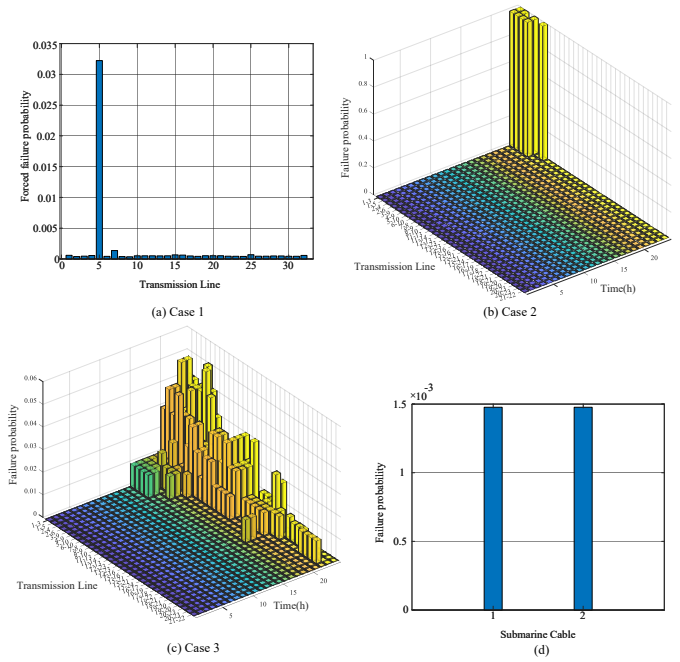 0.035
0.03
0.025
0.02
0.015
0.01
0.005
0
0 5 10 15 20 25 30
Forced failure probability
Transmission Line
(a) Case 1
1
0.8
0.6
0.4
0.2
0
Failure probability
Transmission Line
5 10 15 20
Time(h)
(b) Case 2
0.06
0.05
0.04
0.03
0.02
0.01
0
Failure probability
Transmission Line
5 10 15 20
Time(h)
(c) Case 3
×10-3
1.5
1
0.5
0
Failure probability
1 2
Submarine Cable
(d)